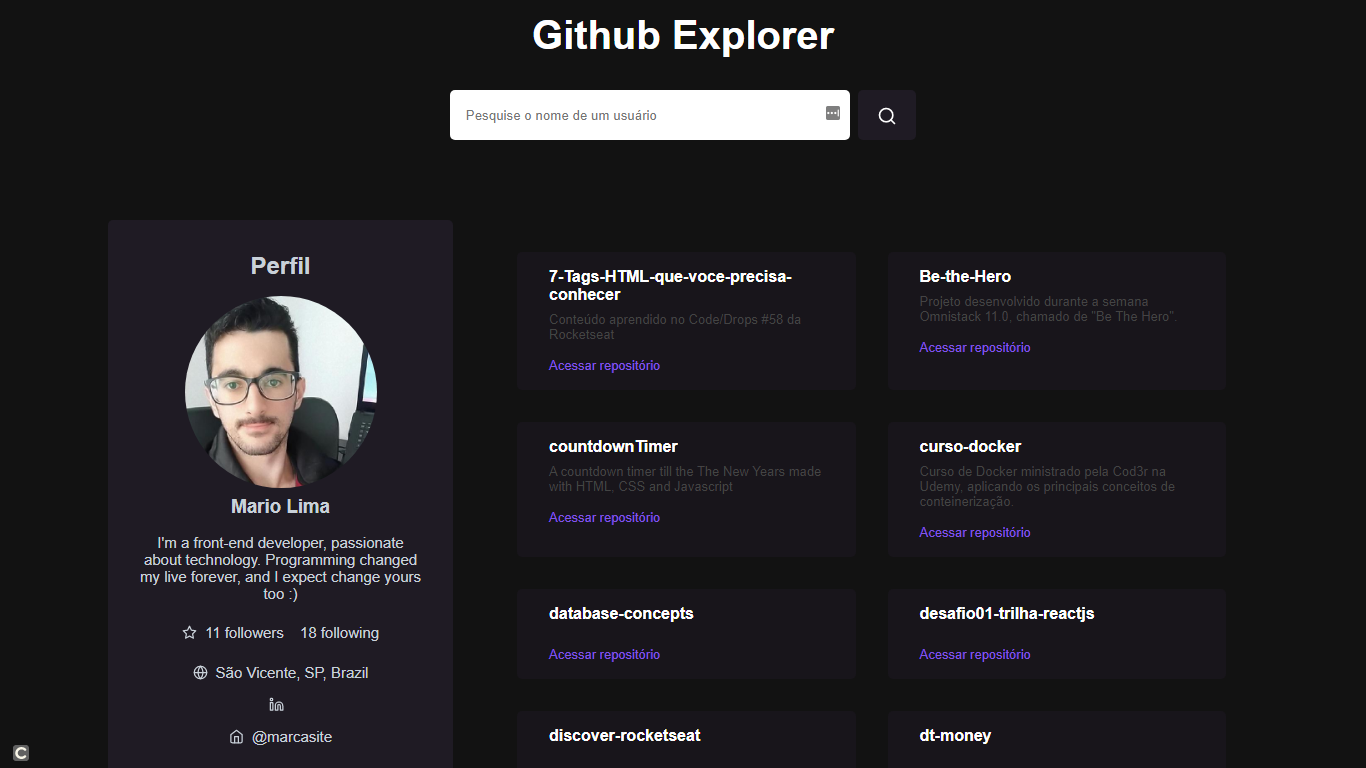 Github Explorer
Pesquise o nome de um usuário
Perfil
Mario Lima
I'm a front-end developer, passionate
about technology. Programming changed
my live forever, and I expect change yours
too :)
11 followers 18 following
São Vicente, SP, Brazil
in
@marcasite
7-Tags-HTML-que-voce-precisa-
conhecer
Conteúdo aprendido no Code/Drops #58 da
Rocketseat
Acessar repositório
Be-the-Hero
Projeto desenvolvido durante a semana
Omnistack 11.0, chamado de "Be The Hero".
Acessar repositório
countdownTimer
A countdown timer till the The New Years made
with HTML, CSS and Javascript
Acessar repositório
curso-docker
Curso de Docker ministrado pela Cod3r na
Udemy, aplicando os principais conceitos de
conteinerização.
Acessar repositório
database-concepts
Acessar repositório
desafio01-trilha-reactjs
Acessar repositório
discover-rocketseat
dt-money
C